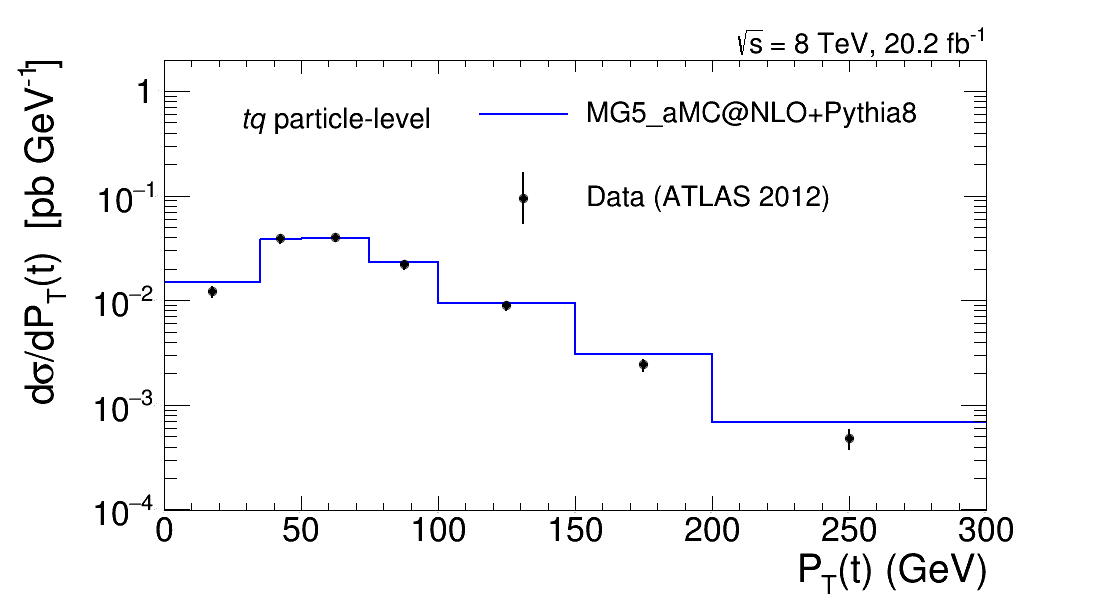 √s = 8 TeV, 20.2 fb⁻¹
dσ/dP_T(t) [pb GeV⁻¹]
tq particle-level
MG5_aMC@NLO+Pythia8
Data (ATLAS 2012)
1
10⁻¹
10⁻²
10⁻³
10⁻⁴
0 50 100 150 200 250 300
P_T(t) (GeV)